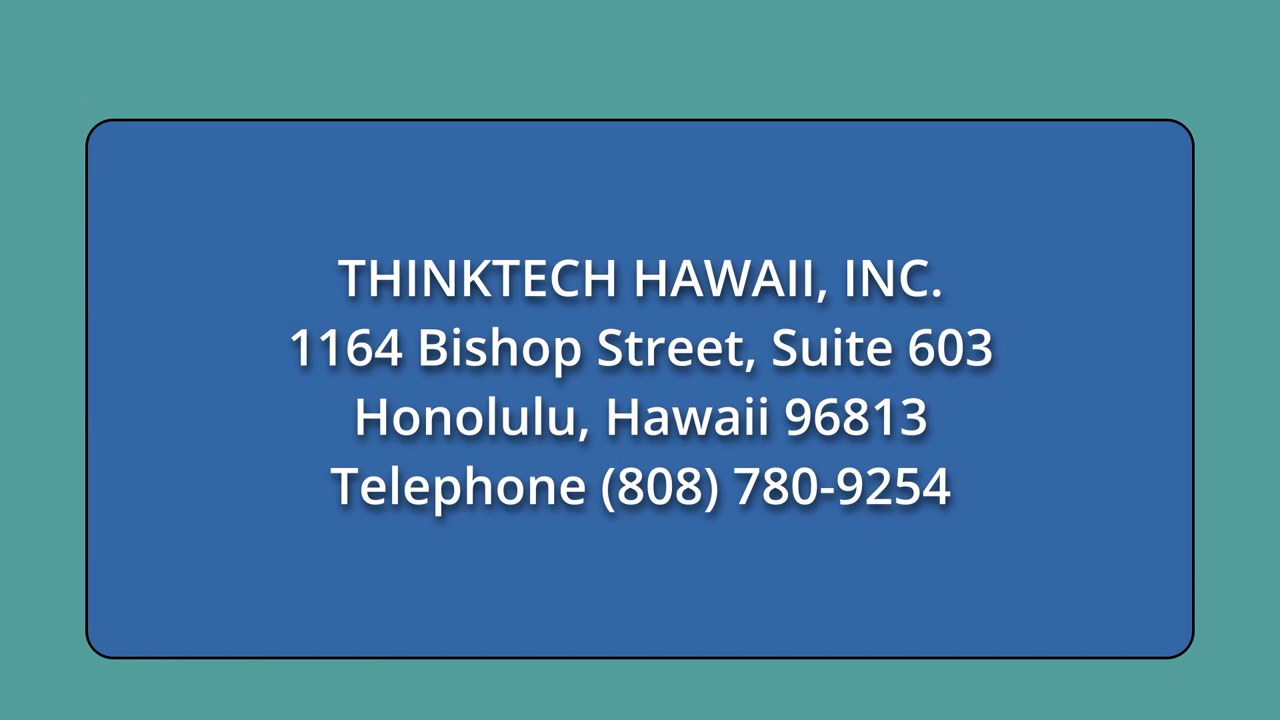 THINKTECH HAWAII, INC.
1164 Bishop Street, Suite 603
Honolulu, Hawaii 96813
Telephone (808) 780-9254